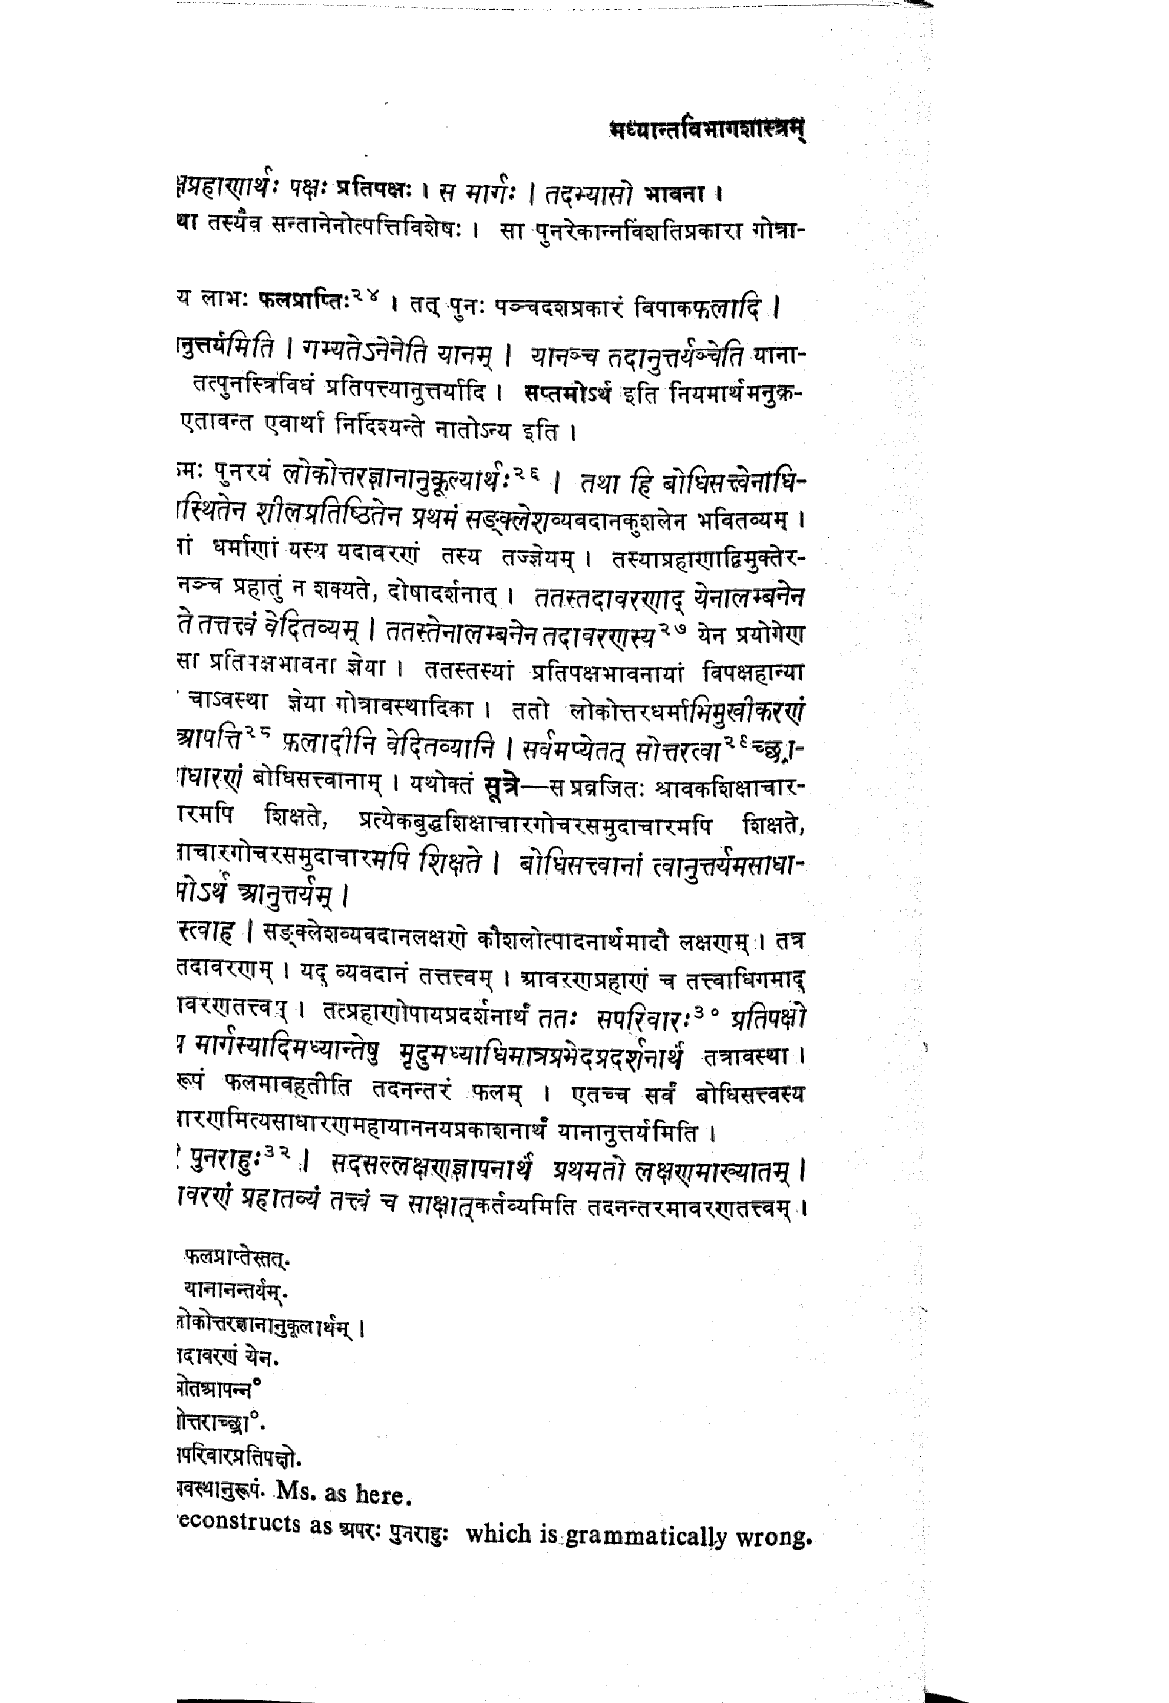 मध्यान्तविभागशास्त्रम्
क्षप्रहाणार्थः पक्षः प्रतिपक्षः । स मार्गः । तदभ्यासो भावना ।
था तस्यैव सन्तानेनोत्पत्तिविशेषः । सा पुनरेकान्नविंशतिप्रकारा गोत्रा-
य लाभः फलप्राप्तिः२४ । तत् पुनः पञ्चदशप्रकारं विपाकफलादि ।
ानुत्तर्यमिति । गम्यतेऽनेनेति यानम् । यानञ्च तदानुत्तर्यञ्चेति याना-
तत्पुनस्त्रिविधं प्रतिपत्त्यानुत्तर्यादि । सप्तमोऽर्थ इति नियमार्थमनुक्र-
एतावन्त एवार्था निर्दिश्यन्ते नातोऽन्य इति ।
मः पुनरयं लोकोत्तरज्ञानानुकूल्यार्थः२६ । तथा हि बोधिसत्त्वेनाधि-
स्थितेन शीलप्रतिष्ठितेन प्रथमं सङ्क्लेशव्यवदानकुशलेन भवितव्यम् ।
ां धर्माणां यस्य यदावरणं तस्य तज्ज्ञेयम् । तस्याप्रहाणाद्विमुक्तेर-
नञ्च प्रहातुं न शक्यते, दोषादर्शनात् । ततस्तदावरणाद् येनालम्बनेन
ते तत्तत्त्वं वेदितव्यम् । ततस्तेनालम्बनेन तदावरणस्य२७ येन प्रयोगेण
सा प्रतिपक्षभावना ज्ञेया । ततस्तस्यां प्रतिपक्षभावनायां विपक्षहान्या
चाऽवस्था ज्ञेया गोत्रावस्थादिका । ततो लोकोत्तरधर्माभिमुखीकरणं
आपत्ति२८ फलादीनि वेदितव्यानि । सर्वमप्येतत् सोत्तरत्वा२९च्छ्रा-
ाधारणं बोधिसत्त्वानाम् । यथोक्तं सूत्रे—स प्रव्रजितः श्रावकशिक्षाचार-
रमपि शिक्षते, प्रत्येकबुद्धशिक्षाचारगोचरसमुदाचारमपि शिक्षते,
ाचारगोचरसमुदाचारमपि शिक्षते । बोधिसत्त्वानां त्वानुत्तर्यमसाधा-
मोऽर्थ आनुत्तर्यम् ।
स्त्वाह । सङ्क्लेशव्यवदानलक्षणे कौशलोत्पादनार्थमादौ लक्षणम् । तत्र
तदावरणम् । यद् व्यवदानं तत्तत्त्वम् । आवरणप्रहाणं च तत्त्वाधिगमाद्
ावरणतत्त्वम् । तत्प्रहाणोपायप्रदर्शनार्थं ततः सपरिवारः३० प्रतिपक्षो
य मार्गस्यादिमध्यान्तेषु मृदुमध्याधिमात्रप्रभेदप्रदर्शनार्थं तत्रावस्था ।
रूपं फलमावहतीति तदनन्तरं फलम् । एतच्च सर्वं बोधिसत्त्वस्य
ारणमित्यसाधारणमहायाननयप्रकाशनार्थं यानानुत्तर्यमिति ।
पुनराहुः३२ । सदसल्लक्षणज्ञापनार्थं प्रथमतो लक्षणमाख्यातम् ।
ावरणं प्रहातव्यं तत्त्वं च साक्षात्कर्तव्यमिति तदनन्तरमावरणतत्त्वम् ।
फलप्राप्तेस्तत्.
यानानन्तर्यम्.
लोकोत्तरज्ञानानुकूलार्थम् ।
दावरणं येन.
स्रोतआपन्न°
सोत्तराच्छ्रा°.
परिवारप्रतिपक्षो.
वस्थानुरूपं. Ms. as here.
econstructs as अपरः पुनराहुः which is grammatically wrong.